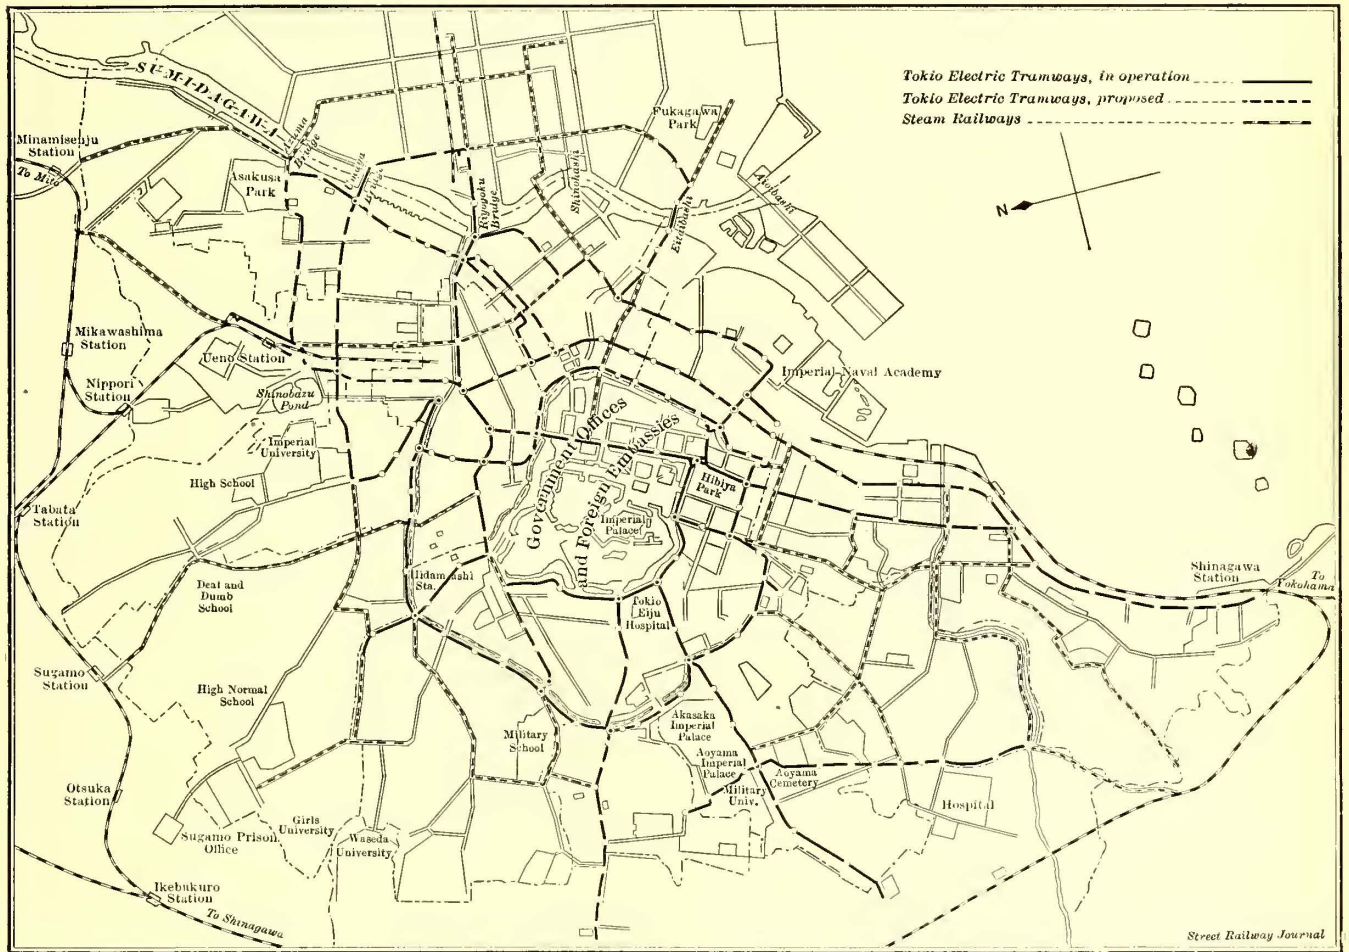 Tokio Electric Tramways, in operation
Tokio Electric Tramways, proposed
Steam Railways
N
S-U-M-I-D-A-G-A-W-A
Minamisenju
Station
To Mito
Asakusa
Park
Azuma
Bridge
Umaya
Bridge
Riyogoku
Bridge
Shinohashi
Fukagawa
Park
Eitaibashi
Aioibashi
Mikawashima
Station
Ueno Station
Nippori
Station
Shinobazu
Pond
Imperial
University
High School
Tabata
Station
Imperial Naval Academy
Government Offices
and Foreign Embassies
Hibiya
Park
Imperial
Palace
Deaf and
Dumb
School
Sta.
Tokio
Eiju
Hospital
Shinagawa
Station
To
Yokohama
Sugamo
Station
High Normal
School
Military
School
Akasaka
Imperial
Palace
Aoyama
Imperial
Palace
Military
Univ.
Aoyama
Cemetery
Hospital
Otsuka
Station
Sugamo Prison
Office
Girls
University
Waseda
University
Ikebukuro
Station
To Shinagawa
Street Railway Journal